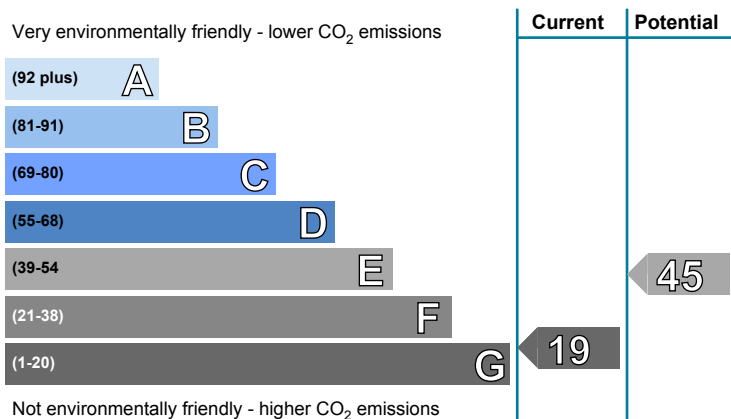 Very environmentally friendly - lower CO₂ emissions
Current
Potential
(92 plus) A
(81-91) B
(69-80) C
(55-68) D
(39-54 E
45
(21-38) F
(1-20) G
19
Not environmentally friendly - higher CO₂ emissions